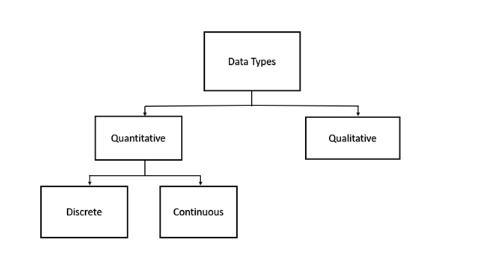 Data Types
Quantitative
Qualitative
Discrete
Continuous